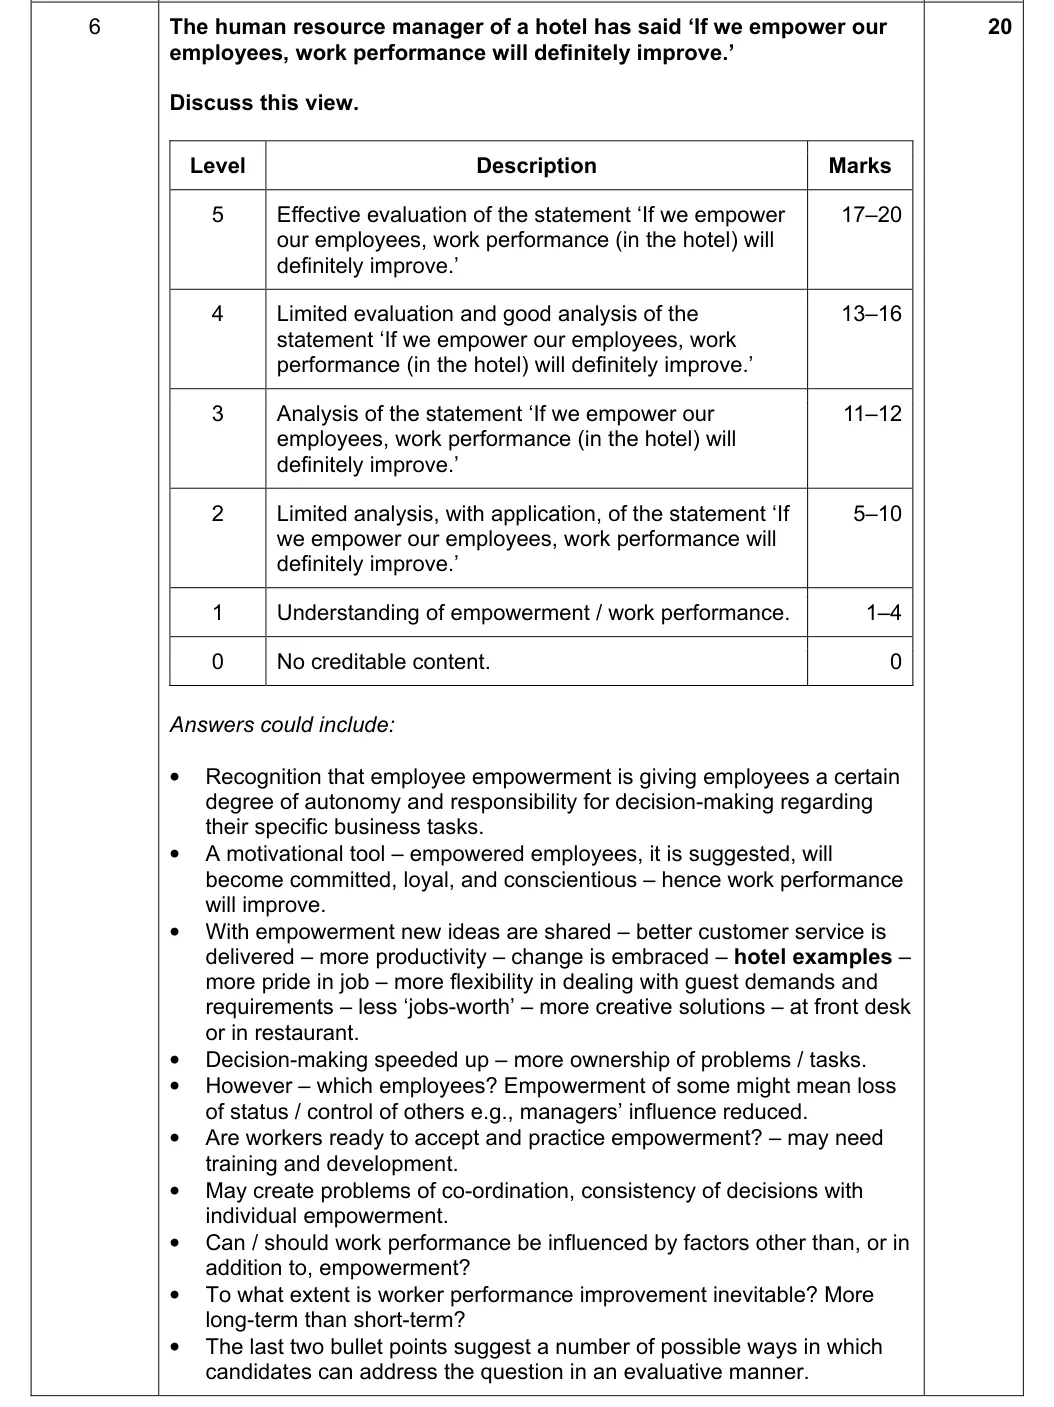 6
The human resource manager of a hotel has said ‘If we empower our
employees, work performance will definitely improve.’
20
Discuss this view.
Level Description Marks
5 Effective evaluation of the statement ‘If we empower 17–20
our employees, work performance (in the hotel) will
definitely improve.’
4 Limited evaluation and good analysis of the 13–16
statement ‘If we empower our employees, work
performance (in the hotel) will definitely improve.’
3 Analysis of the statement ‘If we empower our 11–12
employees, work performance (in the hotel) will
definitely improve.’
2 Limited analysis, with application, of the statement ‘If 5–10
we empower our employees, work performance will
definitely improve.’
1 Understanding of empowerment / work performance. 1–4
0 No creditable content. 0
Answers could include:
• Recognition that employee empowerment is giving employees a certain
degree of autonomy and responsibility for decision-making regarding
their specific business tasks.
• A motivational tool – empowered employees, it is suggested, will
become committed, loyal, and conscientious – hence work performance
will improve.
• With empowerment new ideas are shared – better customer service is
delivered – more productivity – change is embraced – hotel examples –
more pride in job – more flexibility in dealing with guest demands and
requirements – less ‘jobs-worth’ – more creative solutions – at front desk
or in restaurant.
• Decision-making speeded up – more ownership of problems / tasks.
• However – which employees? Empowerment of some might mean loss
of status / control of others e.g., managers’ influence reduced.
• Are workers ready to accept and practice empowerment? – may need
training and development.
• May create problems of co-ordination, consistency of decisions with
individual empowerment.
• Can / should work performance be influenced by factors other than, or in
addition to, empowerment?
• To what extent is worker performance improvement inevitable? More
long-term than short-term?
• The last two bullet points suggest a number of possible ways in which
candidates can address the question in an evaluative manner.